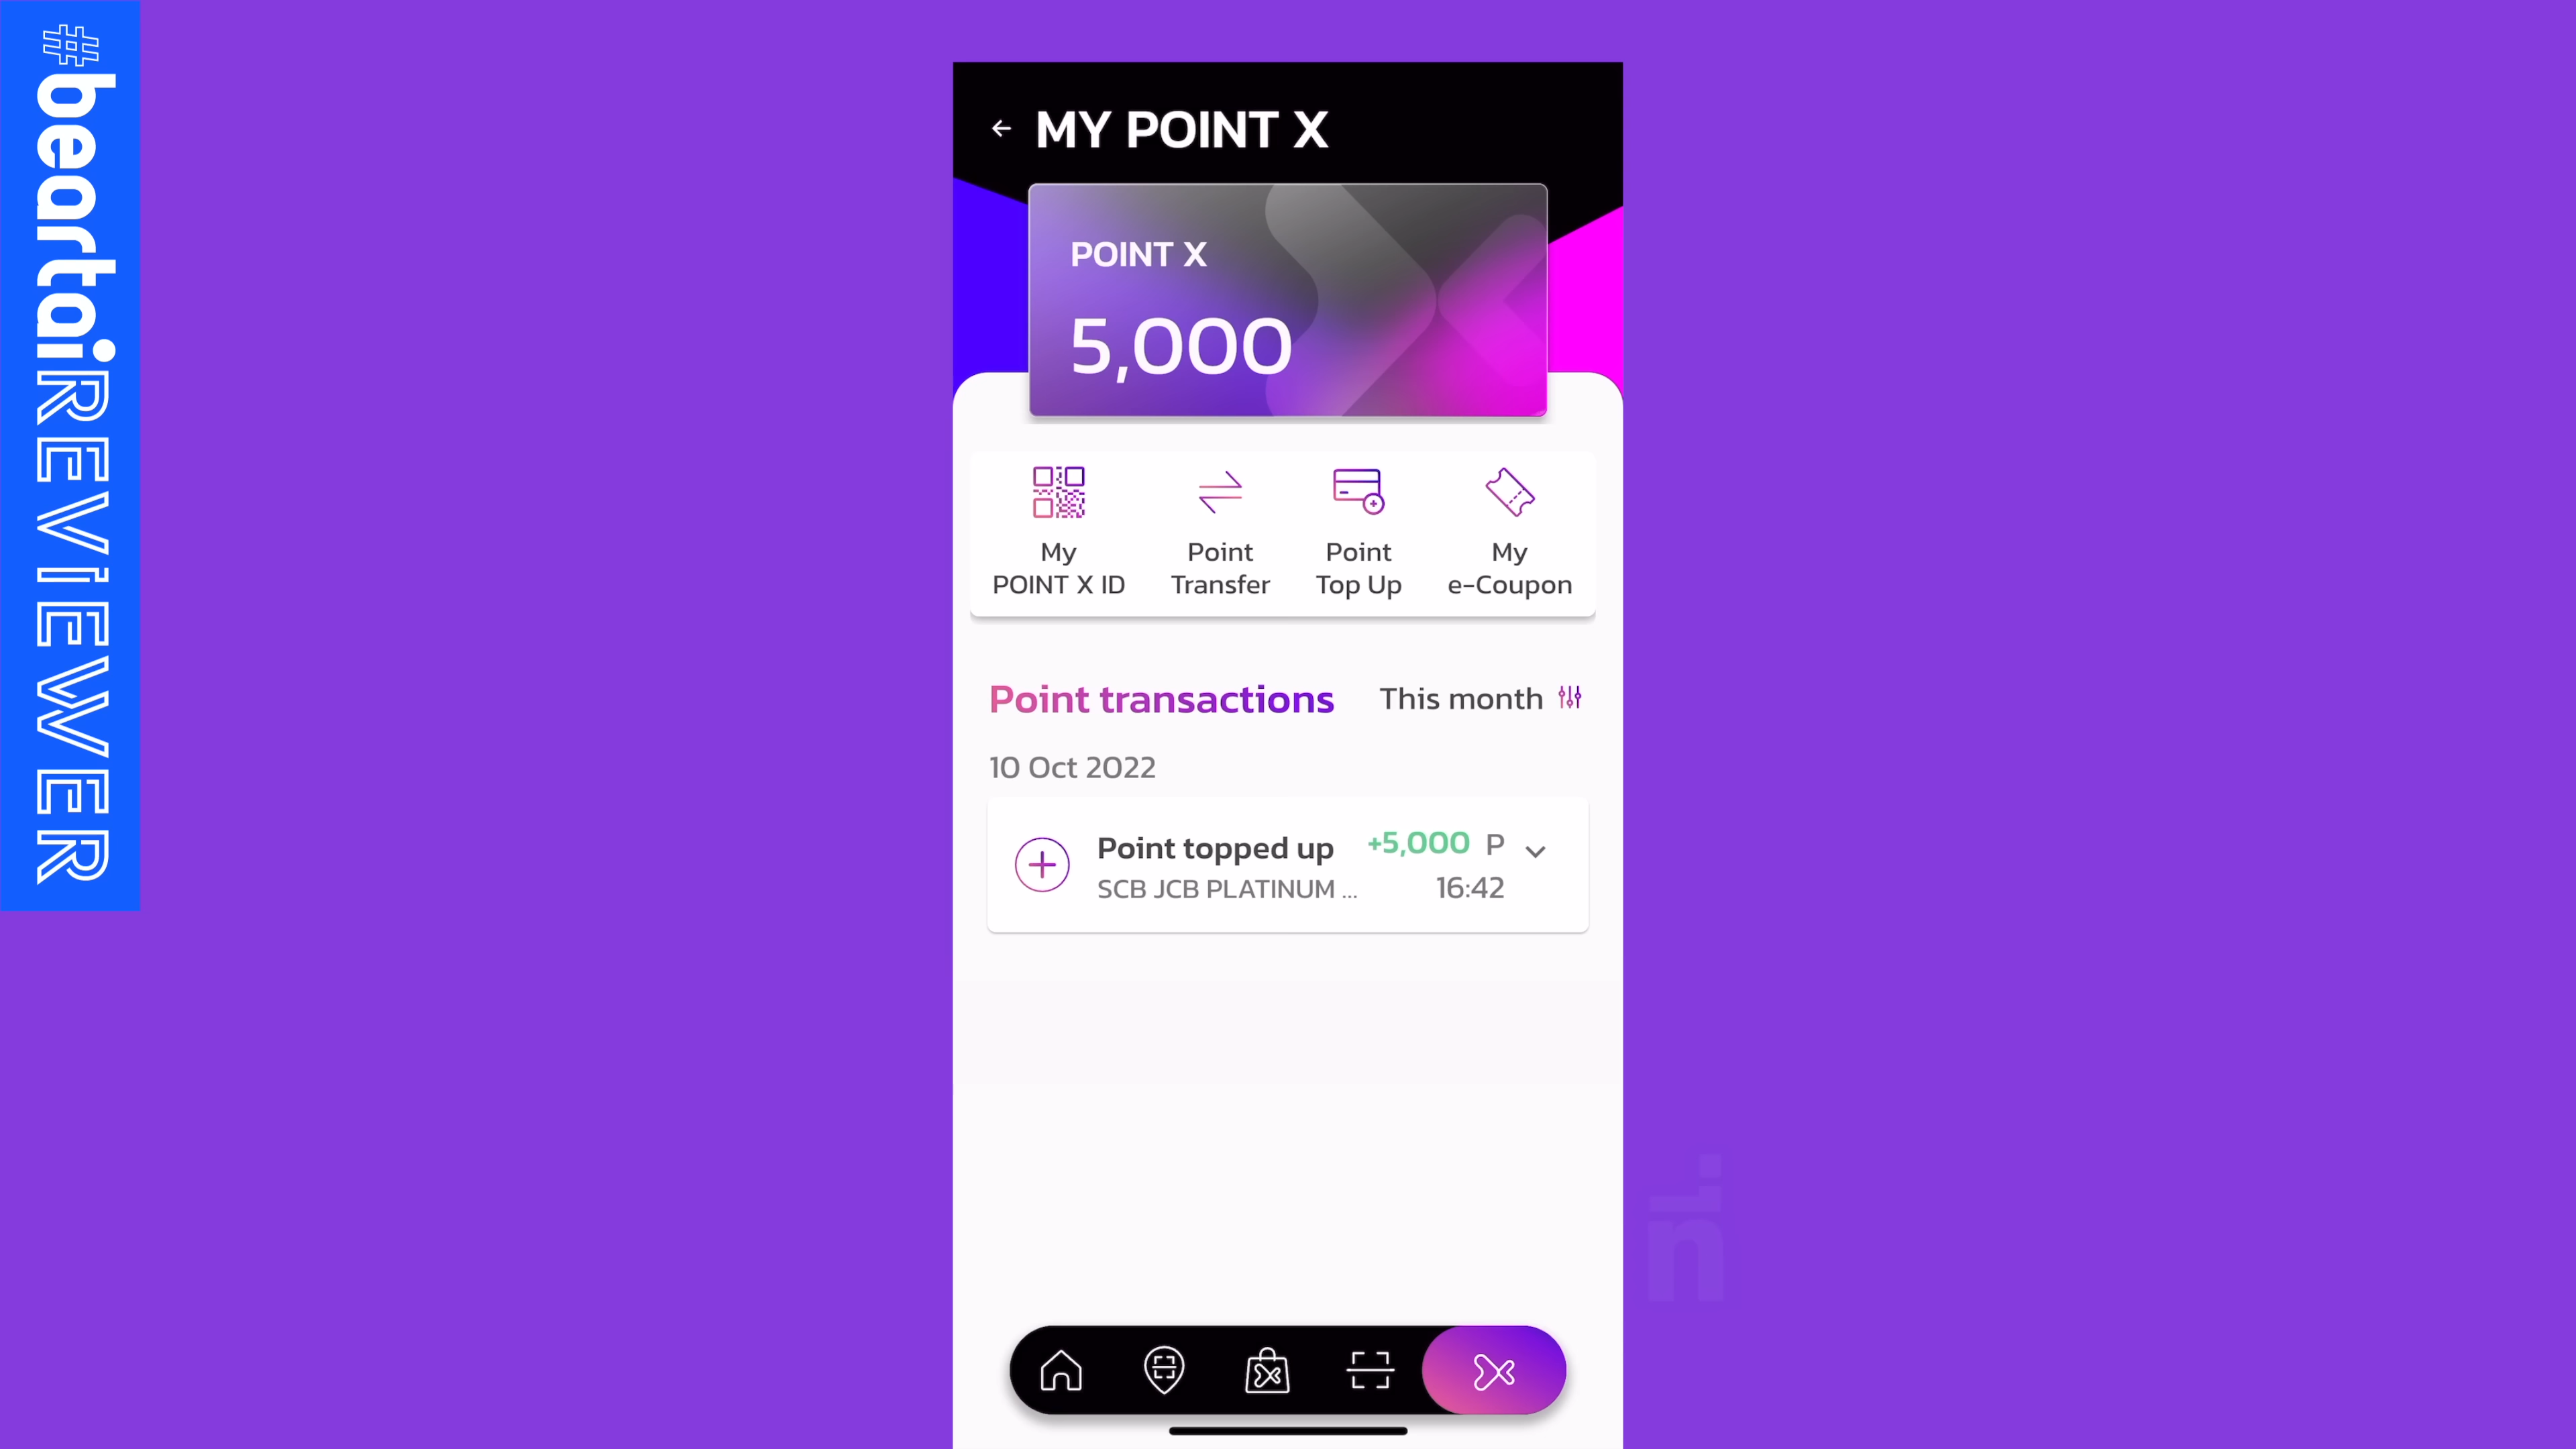 #beartaiREVIEWER
MY POINT X
POINT X
5,000
My
POINT X ID
Point
Transfer
Point
Top Up
My
e-Coupon
Point transactions
This month
10 Oct 2022
Point topped up
+5,000 P
SCB JCB PLATINUM ...
16:42